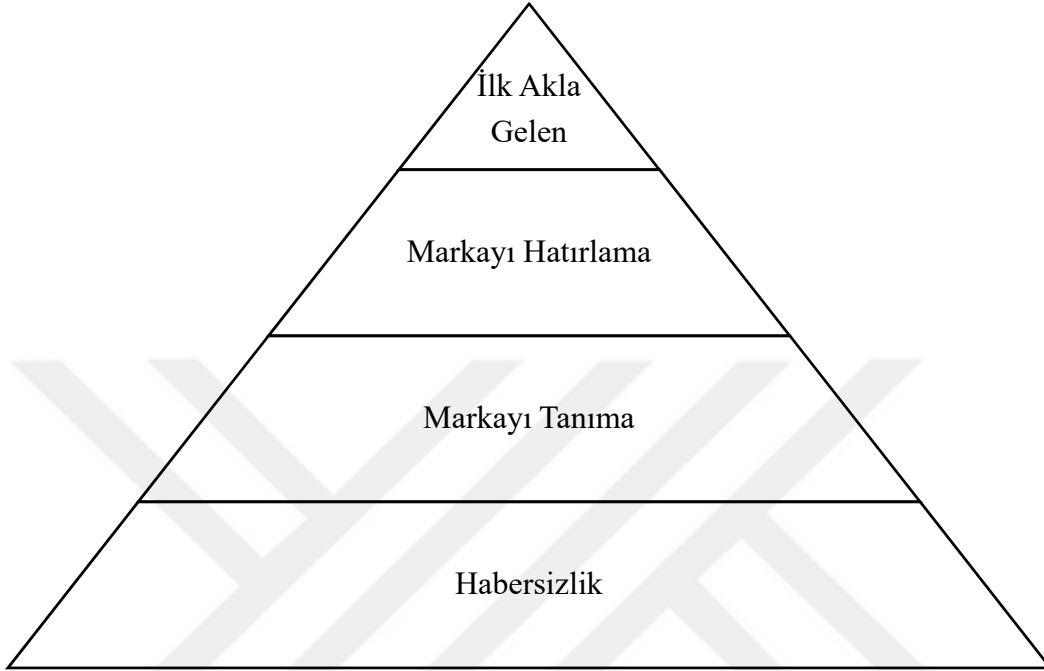 İlk Akla
Gelen
Markayı Hatırlama
Markayı Tanıma
Habersizlik